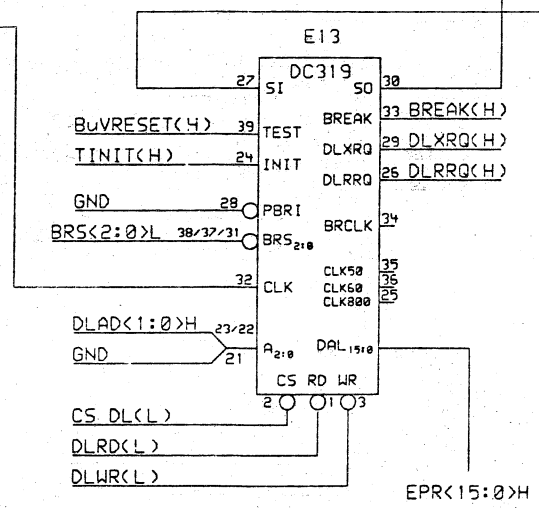 E13
DC319
27 SI SO 30
BREAK 33 BREAK(H)
BuVRESET(4) 39 TEST
DLXRQ 29 DLXRQ(H)
TINIT(H) 24 INIT
DLRRQ 26 DLRRQ(H)
GND 28 PBRI
BRCLK 34
BRS<2:0>L 38/37/31 BRS2:0
CLK50 35
32 CLK CLK60 36
CLK800 25
DLAD<1:0>H 23/22
GND 21 A2:0 DAL15:0
CS RD WR
2 1 3
CS DL(L)
DLRD(L)
DLWR(L)
EPR<15:0>H